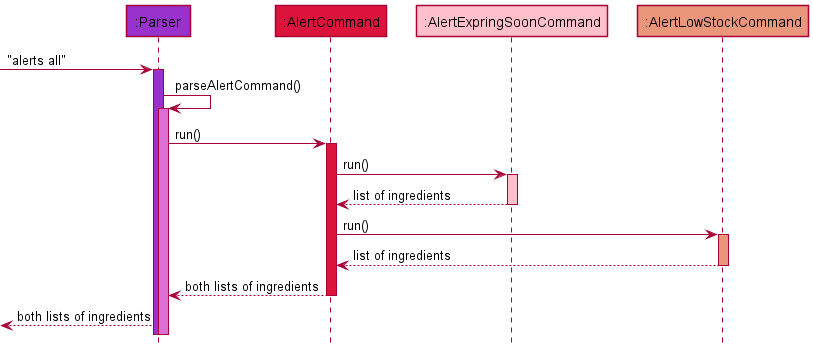 :Parser
:AlertCommand
:AlertExpringSoonCommand
:AlertLowStockCommand
"alerts all"
parseAlertCommand()
run()
run()
list of ingredients
run()
list of ingredients
both lists of ingredients
both lists of ingredients